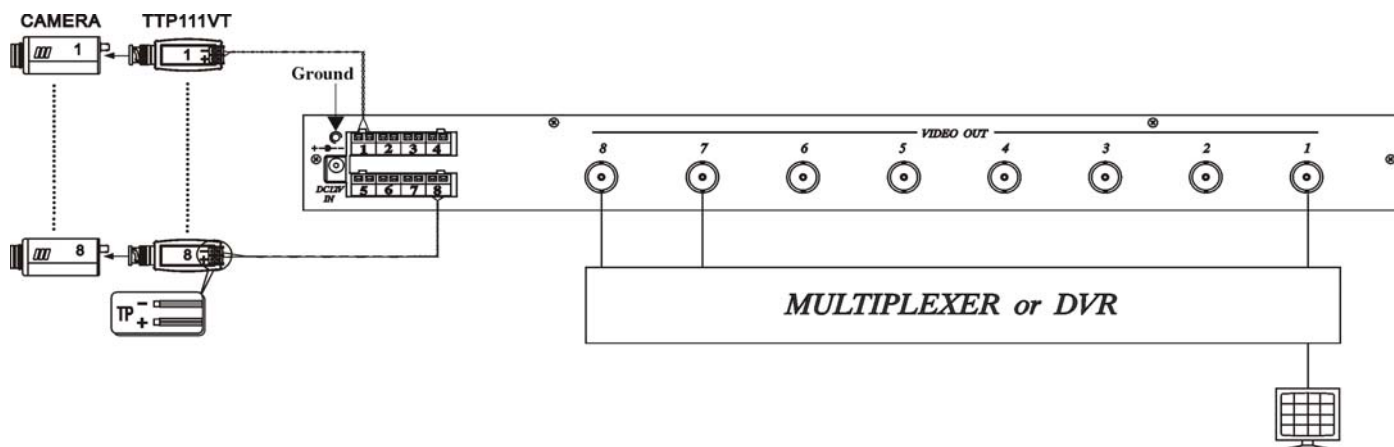 CAMERA TTP111VT
1 1
Ground
VIDEO OUT
+ - 1 2 3 4 8 7 6 5 4 3 2 1
DC12V
IN
5 6 7 8
8 8
TP - +
MULTIPLEXER or DVR